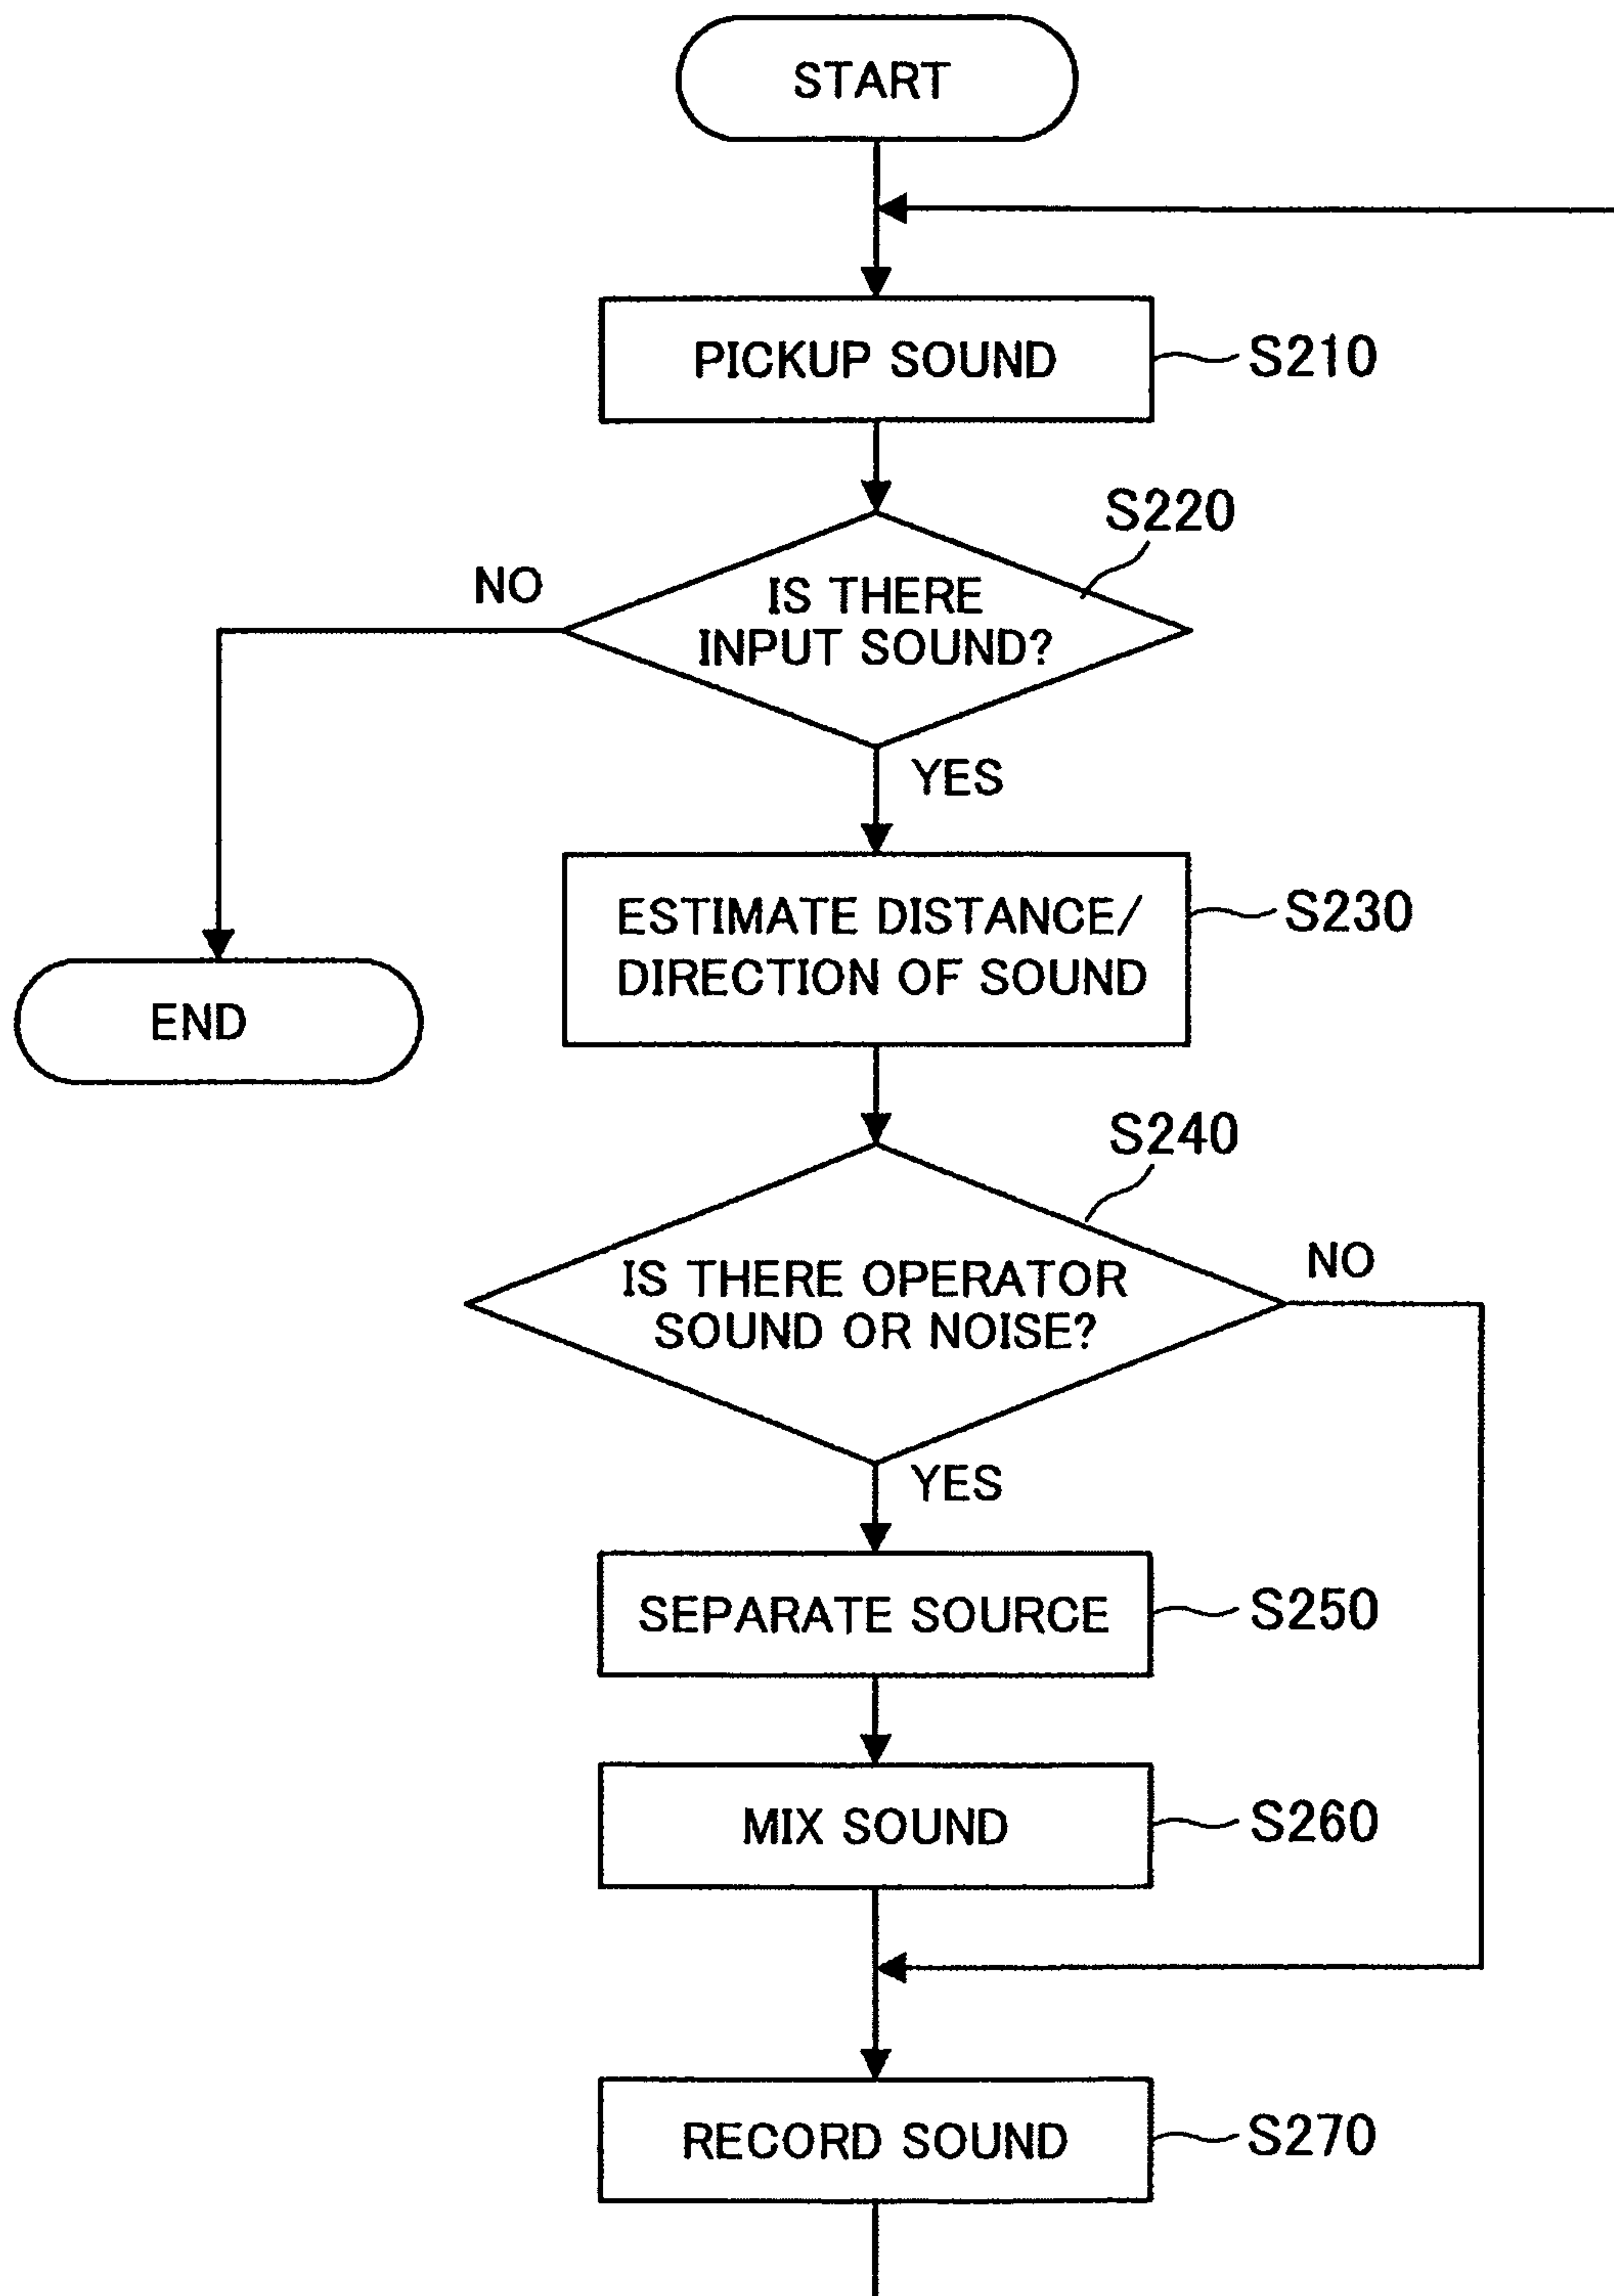 START
PICKUP SOUND
S210
S220
NO
IS THERE
INPUT SOUND?
YES
ESTIMATE DISTANCE/
DIRECTION OF SOUND
S230
END
S240
IS THERE OPERATOR
SOUND OR NOISE?
NO
YES
SEPARATE SOURCE
S250
MIX SOUND
S260
RECORD SOUND
S270